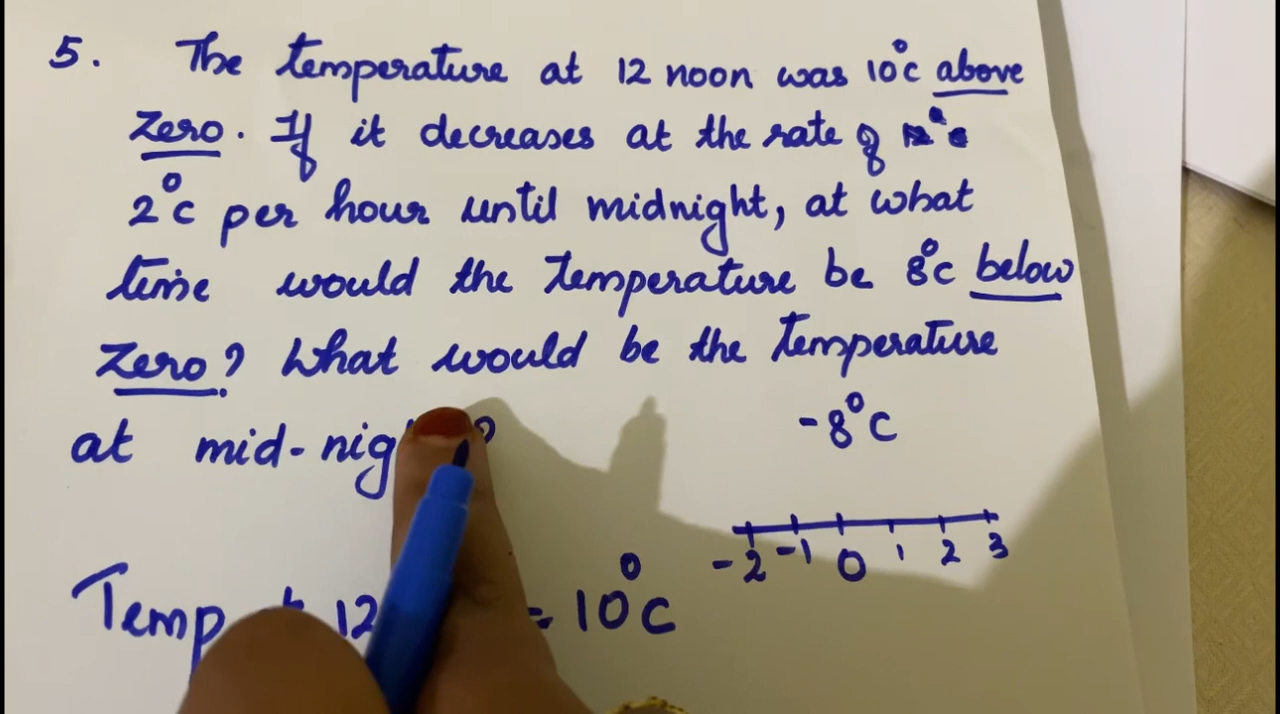 5. The temperature at 12 noon was 10°C above
Zero. If it decreases at the rate of
2°C per hour until midnight, at what
time would the temperature be 8°C below
Zero? What would be the temperature
at mid-nig ?
-8°C
-2 -1 0 1 2 3
Temp 12 = 10°C